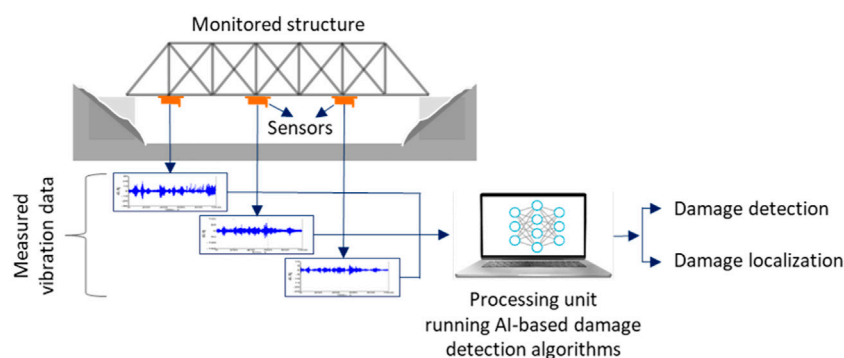 Monitored structure
Sensors
Measured
vibration data
Damage detection
Damage localization
Processing unit
running AI-based damage
detection algorithms